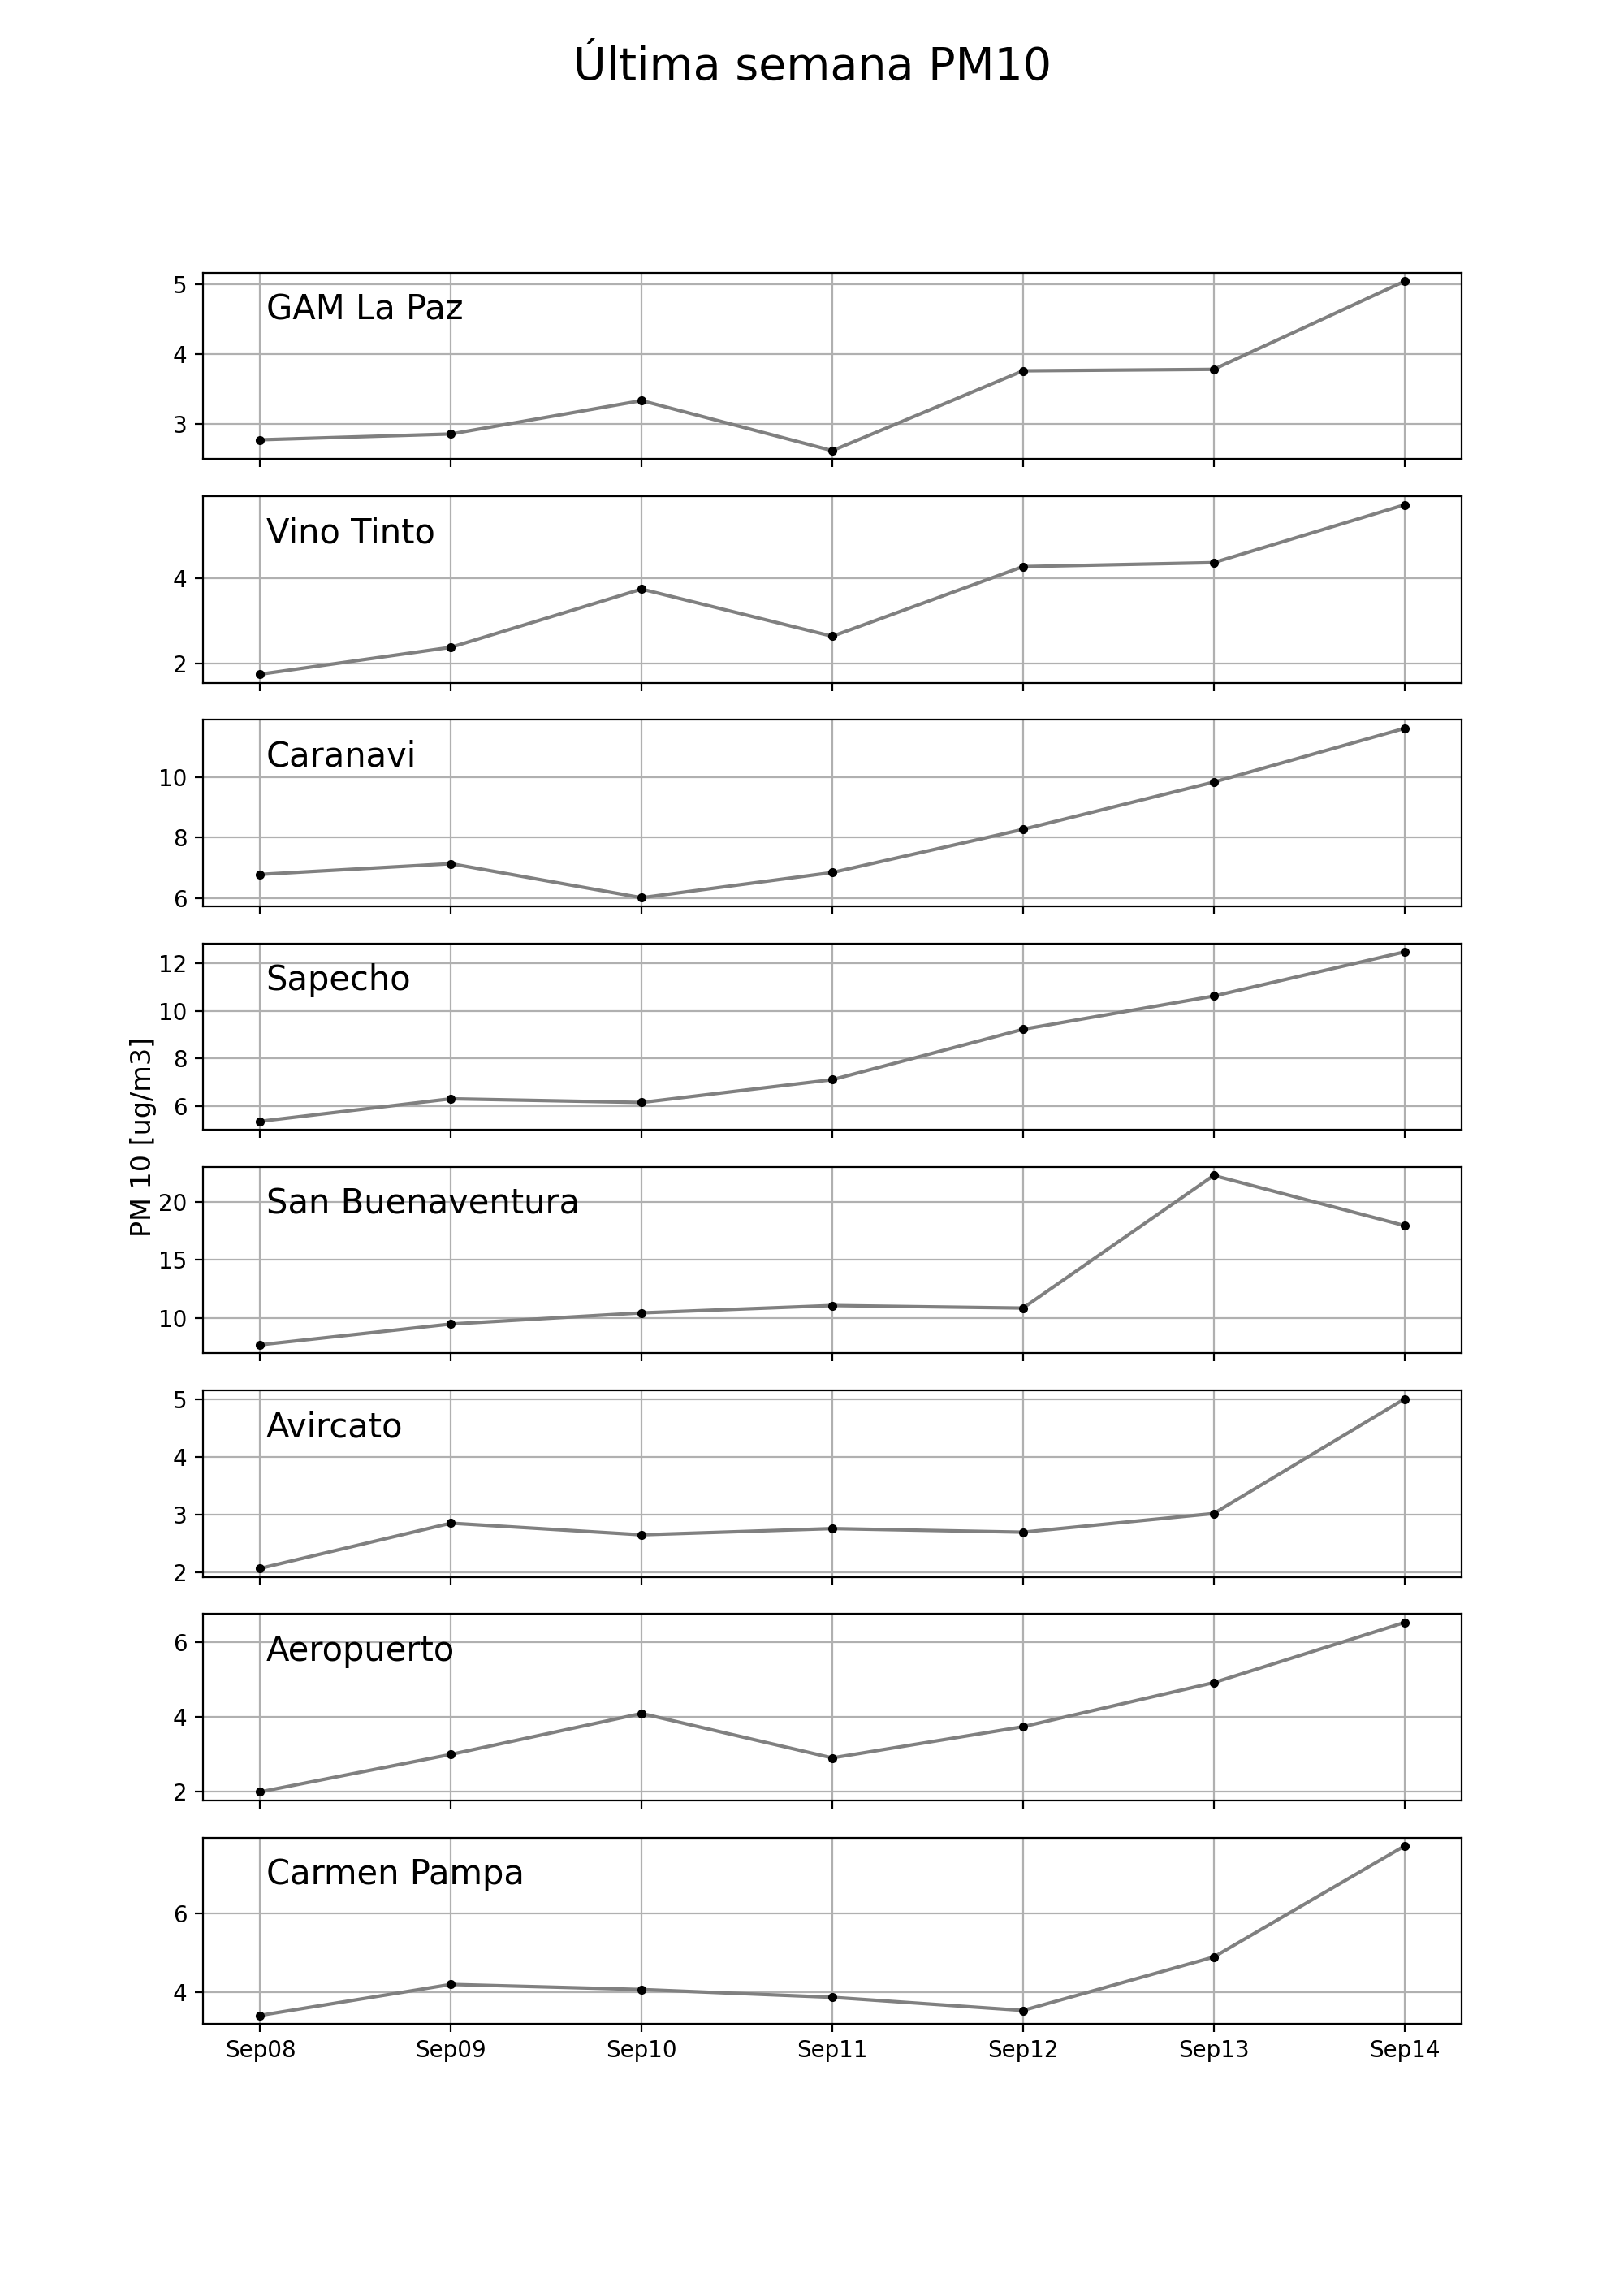 Última semana PM10
GAM La Paz
5
4
3
Vino Tinto
4
2
Caranavi
10
8
6
Sapecho
12
10
8
6
PM 10 [ug/m3]
San Buenaventura
20
15
10
Avircato
5
4
3
2
Aeropuerto
6
4
2
Carmen Pampa
6
4
Sep08 Sep09 Sep10 Sep11 Sep12 Sep13 Sep14